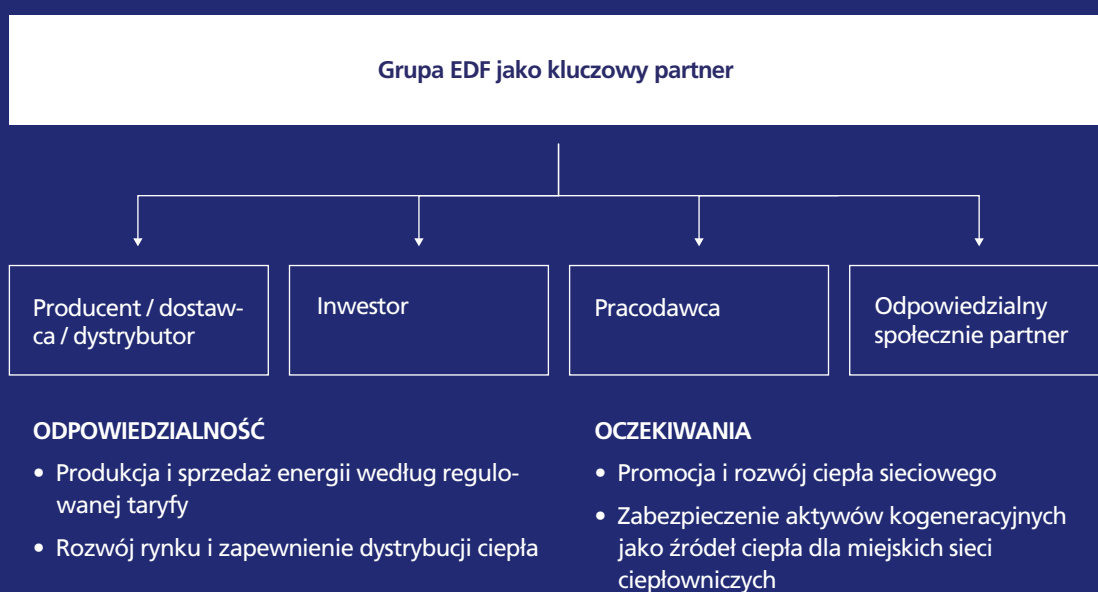 Grupa EDF jako kluczowy partner
Producent / dostaw-
ca / dystrybutor
Inwestor
Pracodawca
Odpowiedzialny
społecznie partner
ODPOWIEDZIALNOŚĆ
• Produkcja i sprzedaż energii według regulo-
wanej taryfy
• Rozwój rynku i zapewnienie dystrybucji ciepła
OCZEKIWANIA
• Promocja i rozwój ciepła sieciowego
• Zabezpieczenie aktywów kogeneracyjnych
jako źródeł ciepła dla miejskich sieci
ciepłowniczych